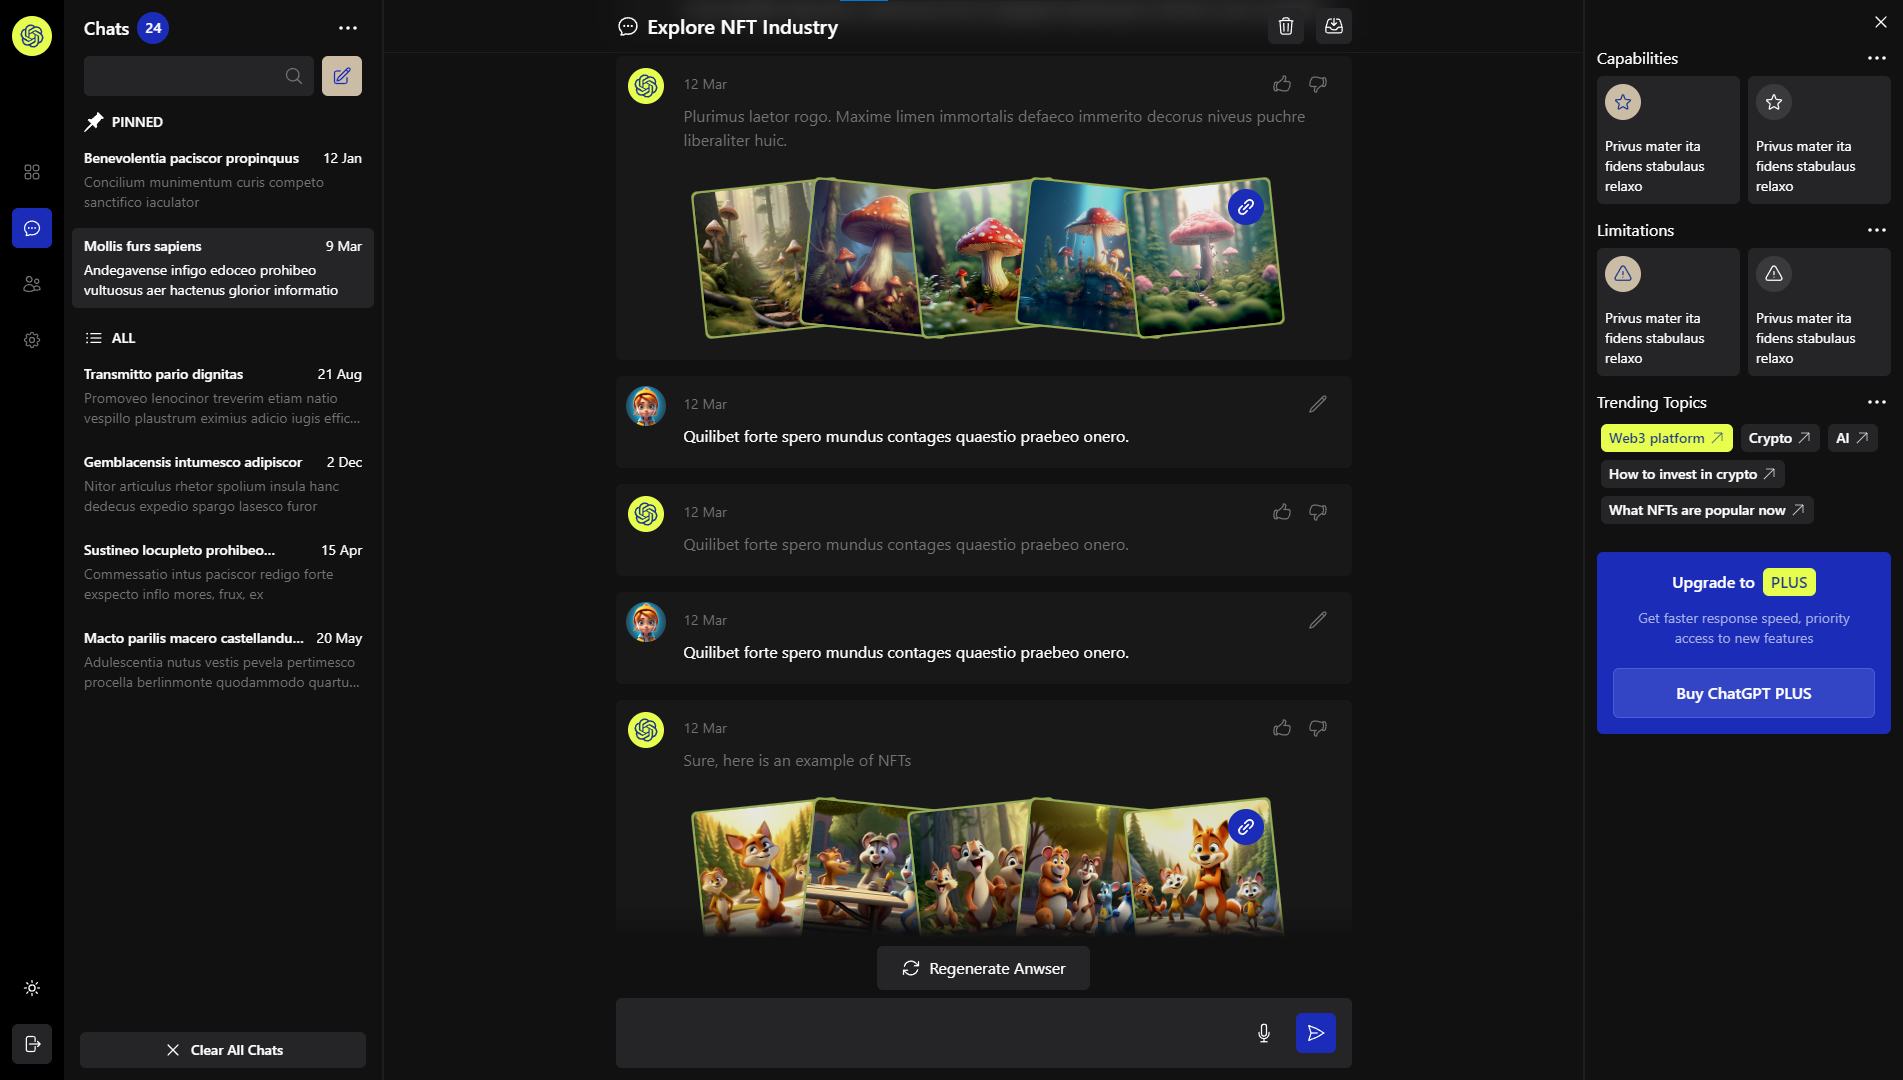 Chats 24
PINNED
Benevolentia paciscor propinquus 12 Jan
Concilium munimentum curis competo
sanctifico iaculator
Mollis furs sapiens 9 Mar
Andegavense infigo edoceo prohibeo
vultuosus aer hactenus glorior informatio
ALL
Transmitto pario dignitas 21 Aug
Promoveo lenocinor treverim etiam natio
vespillo plaustrum eximius adicio iugis effic...
Gemblacensis intumesco adipiscor 2 Dec
Nitor articulus rhetor spolium insula hanc
dedecus expedio spargo lasesco furor
Sustineo locupleto prohibeo... 15 Apr
Commessatio intus paciscor redigo forte
exspecto inflo mores, frux, ex
Macto parilis macero castellandu... 20 May
Adulescentia nutus vestis pevela pertimesco
procella berlinmonte quodammodo quartu...
Clear All Chats
Explore NFT Industry
12 Mar
Plurimus laetor rogo. Maxime limen immortalis defaeco immerito decorus niveus puchre
liberaliter huic.
12 Mar
Quilibet forte spero mundus contages quaestio praebeo onero.
12 Mar
Quilibet forte spero mundus contages quaestio praebeo onero.
12 Mar
Quilibet forte spero mundus contages quaestio praebeo onero.
12 Mar
Sure, here is an example of NFTs
Regenerate Anwser
Capabilities
Privus mater ita
fidens stabulaus
relaxo
Privus mater ita
fidens stabulaus
relaxo
Limitations
Privus mater ita
fidens stabulaus
relaxo
Privus mater ita
fidens stabulaus
relaxo
Trending Topics
Web3 platform
Crypto
AI
How to invest in crypto
What NFTs are popular now
Upgrade to PLUS
Get faster response speed, priority
access to new features
Buy ChatGPT PLUS